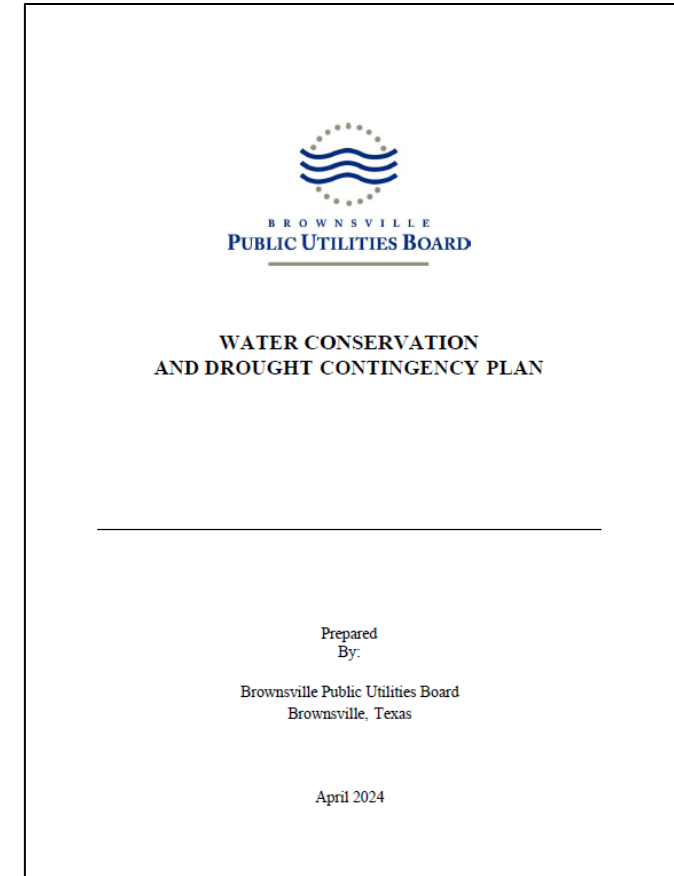 BROWNSVILLE
PUBLIC UTILITIES BOARD
WATER CONSERVATION
AND DROUGHT CONTINGENCY PLAN
Prepared
By:
Brownsville Public Utilities Board
Brownsville, Texas
April 2024